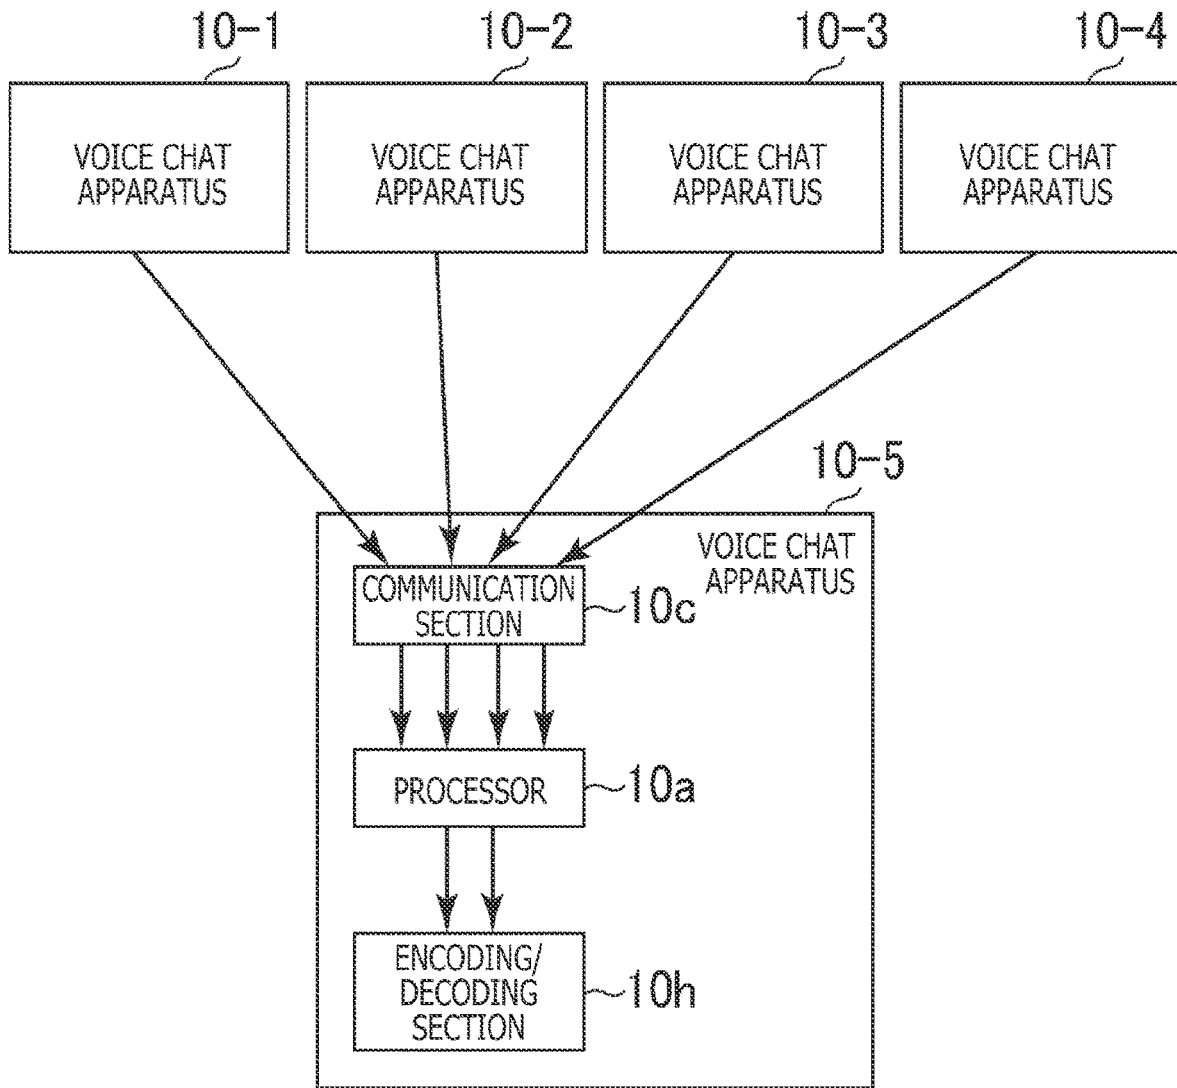 10-1
10-2
10-3
10-4
VOICE CHAT
APPARATUS
VOICE CHAT
APPARATUS
VOICE CHAT
APPARATUS
VOICE CHAT
APPARATUS
10-5
VOICE CHAT
APPARATUS
COMMUNICATION
SECTION
10c
PROCESSOR
10a
ENCODING/
DECODING
SECTION
10h